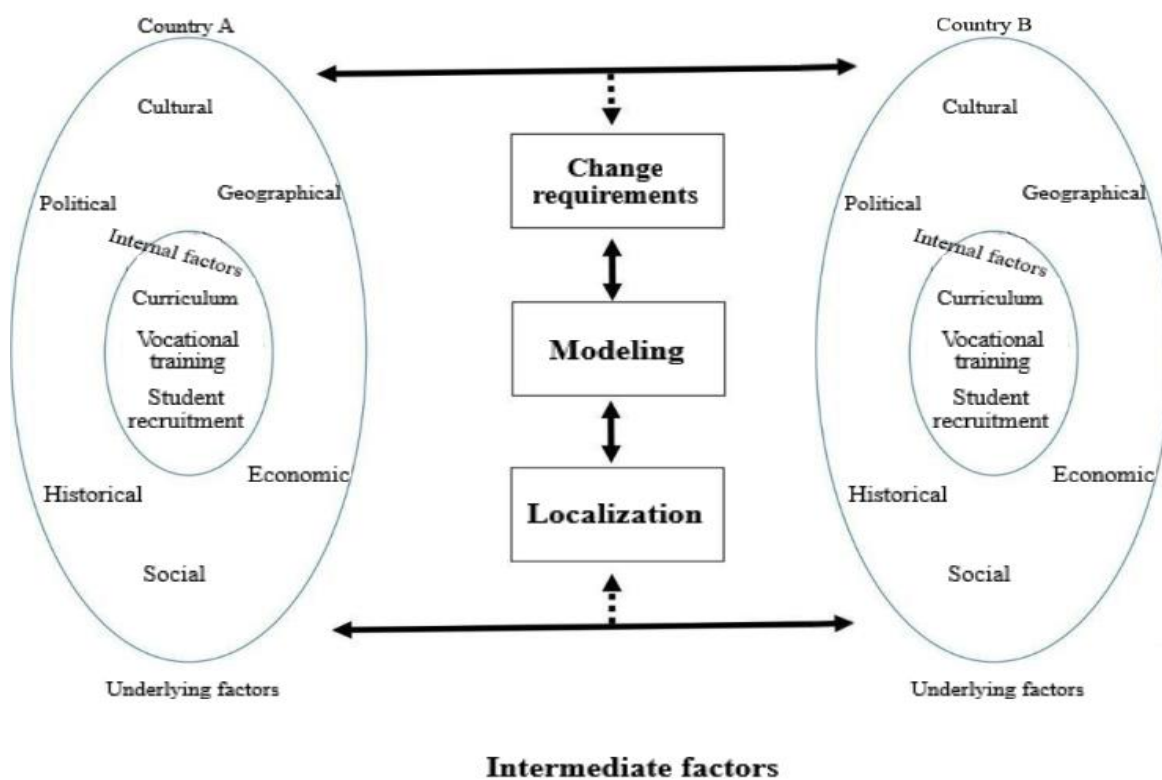 Country A
Cultural
Political
Geographical
Internal factors
Curriculum
Vocational
training
Student
recruitment
Historical
Economic
Social
Underlying factors
Change
requirements
Modeling
Localization
Country B
Cultural
Political
Geographical
Internal factors
Curriculum
Vocational
training
Student
recruitment
Historical
Economic
Social
Underlying factors
Intermediate factors